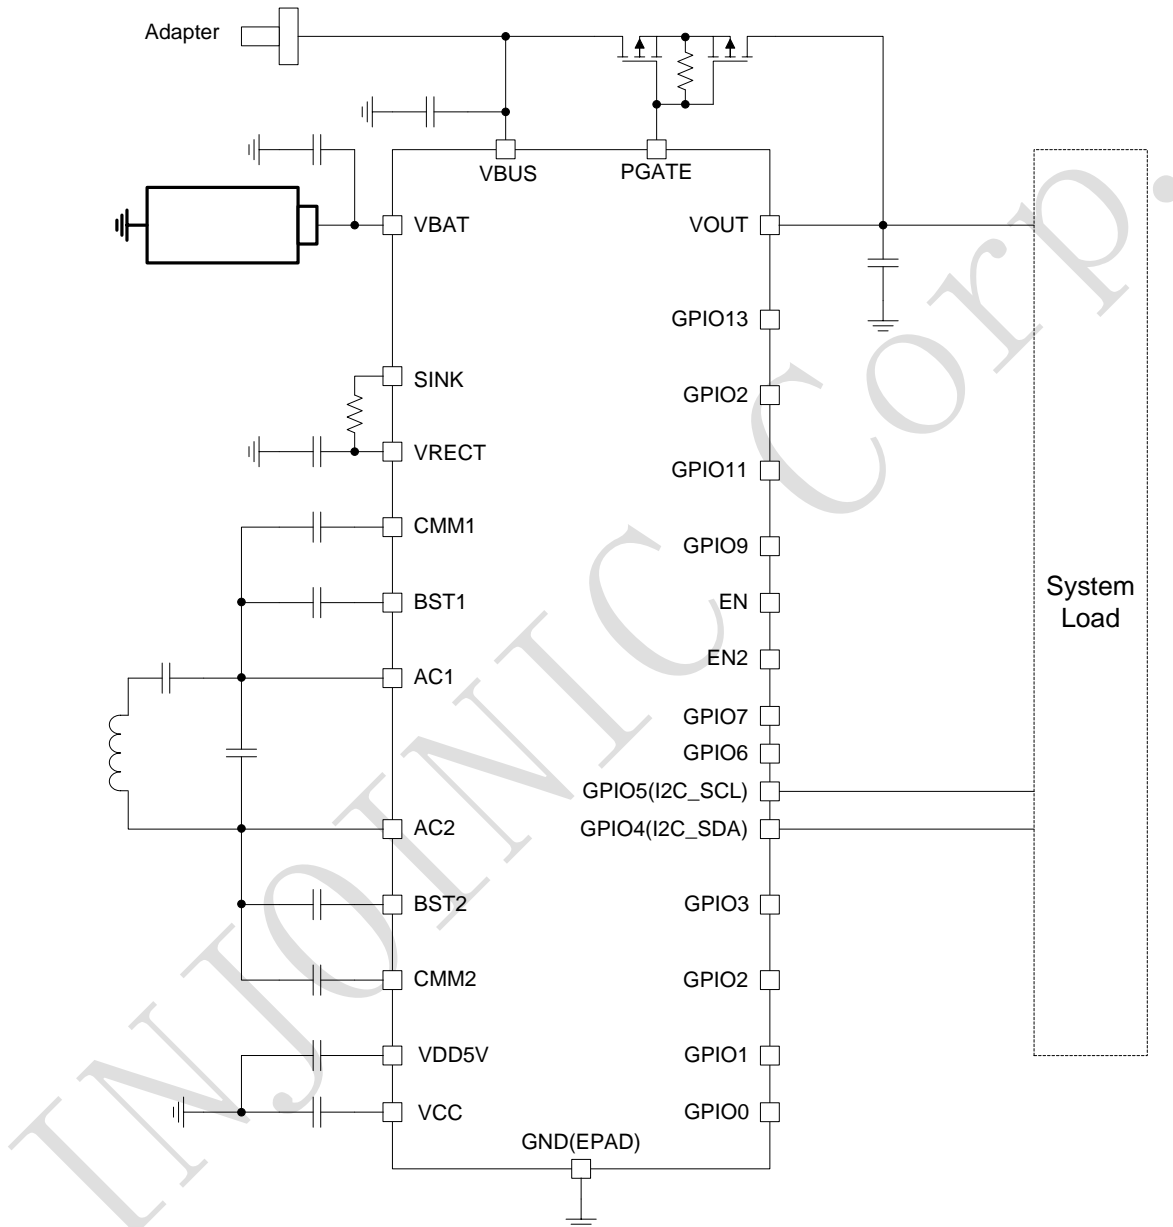 Adapter
VBUS
PGATE
VBAT
VOUT
GPIO13
SINK
GPIO2
VRECT
GPIO11
CMM1
GPIO9
BST1
EN
System
Load
EN2
AC1
GPIO7
GPIO6
GPIO5(I2C_SCL)
AC2
GPIO4(I2C_SDA)
BST2
GPIO3
CMM2
GPIO2
VDD5V
GPIO1
VCC
GPIO0
GND(EPAD)
INJOINIC Corp.